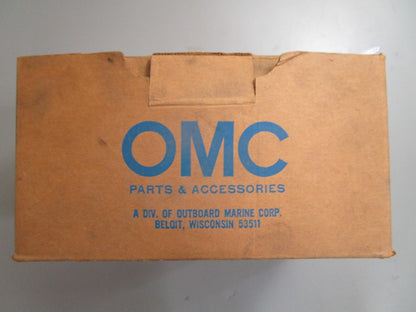 OMC
PARTS & ACCESSORIES
A DIV. OF OUTBOARD MARINE CORP.
BELOIT, WISCONSIN 53511